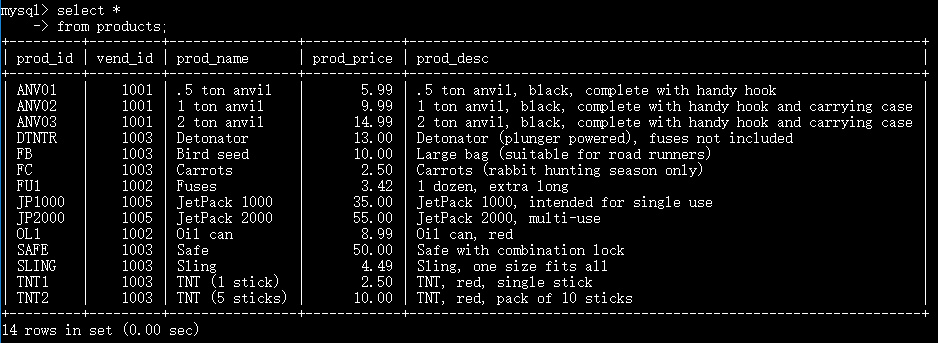 mysql> select *
    -> from products;
+---------+---------+----------------+------------+----------------------------------------------------------------+
| prod_id | vend_id | prod_name      | prod_price | prod_desc                                                      |
+---------+---------+----------------+------------+----------------------------------------------------------------+
| ANV01   |    1001 | .5 ton anvil   |       5.99 | .5 ton anvil, black, complete with handy hook                  |
| ANV02   |    1001 | 1 ton anvil    |       9.99 | 1 ton anvil, black, complete with handy hook and carrying case |
| ANV03   |    1001 | 2 ton anvil    |      14.99 | 2 ton anvil, black, complete with handy hook and carrying case |
| DTNTR   |    1003 | Detonator      |      13.00 | Detonator (plunger powered), fuses not included                |
| FB      |    1003 | Bird seed      |      10.00 | Large bag (suitable for road runners)                          |
| FC      |    1003 | Carrots        |       2.50 | Carrots (rabbit hunting season only)                           |
| FU1     |    1002 | Fuses          |       3.42 | 1 dozen, extra long                                            |
| JP1000  |    1005 | JetPack 1000   |      35.00 | JetPack 1000, intended for single use                          |
| JP2000  |    1005 | JetPack 2000   |      55.00 | JetPack 2000, multi-use                                        |
| OL1     |    1002 | Oil can        |       8.99 | Oil can, red                                                   |
| SAFE    |    1003 | Safe           |      50.00 | Safe with combination lock                                     |
| SLING   |    1003 | Sling          |       4.49 | Sling, one size fits all                                       |
| TNT1    |    1003 | TNT (1 stick)  |       2.50 | TNT, red, single stick                                         |
| TNT2    |    1003 | TNT (5 sticks) |      10.00 | TNT, red, pack of 10 sticks                                    |
+---------+---------+----------------+------------+----------------------------------------------------------------+
14 rows in set (0.00 sec)